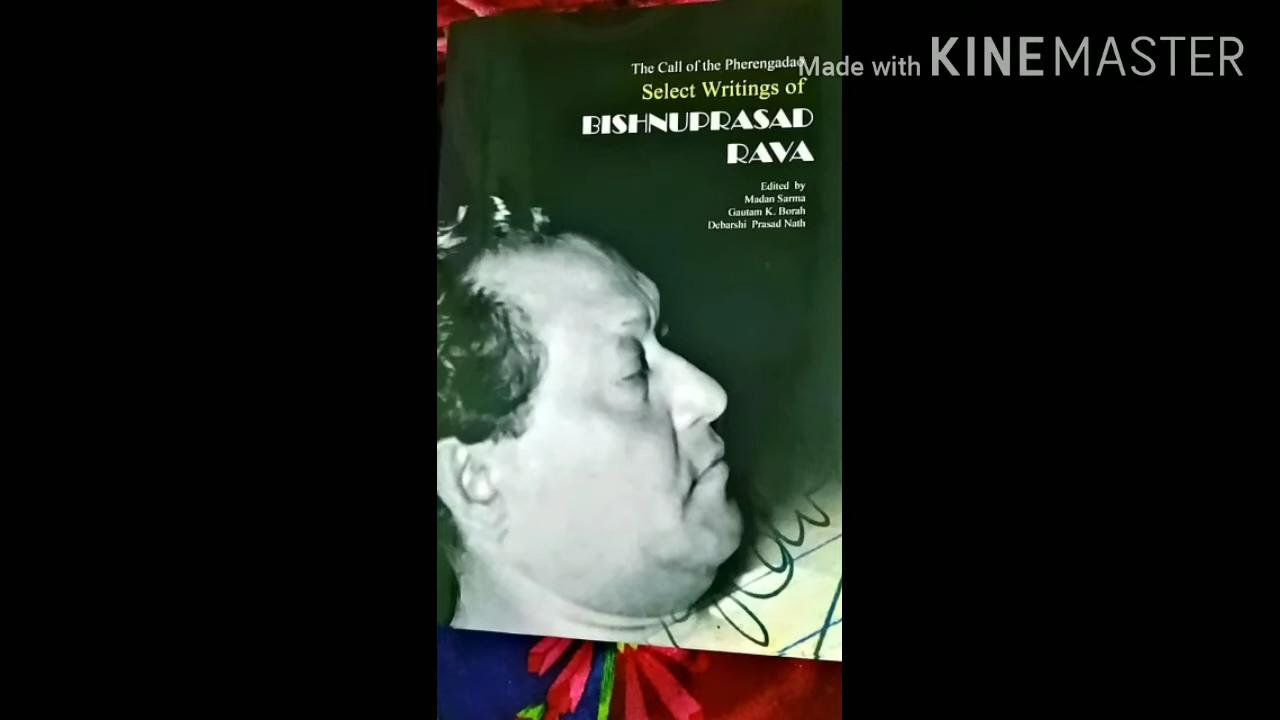 The Call of the Pherengadao
Made with KINEMASTER
Select Writings of
BISHNUPRASAD
RAVA
Edited by
Madan Sarma
Gautam K. Borah
Debarshi Prasad Nath